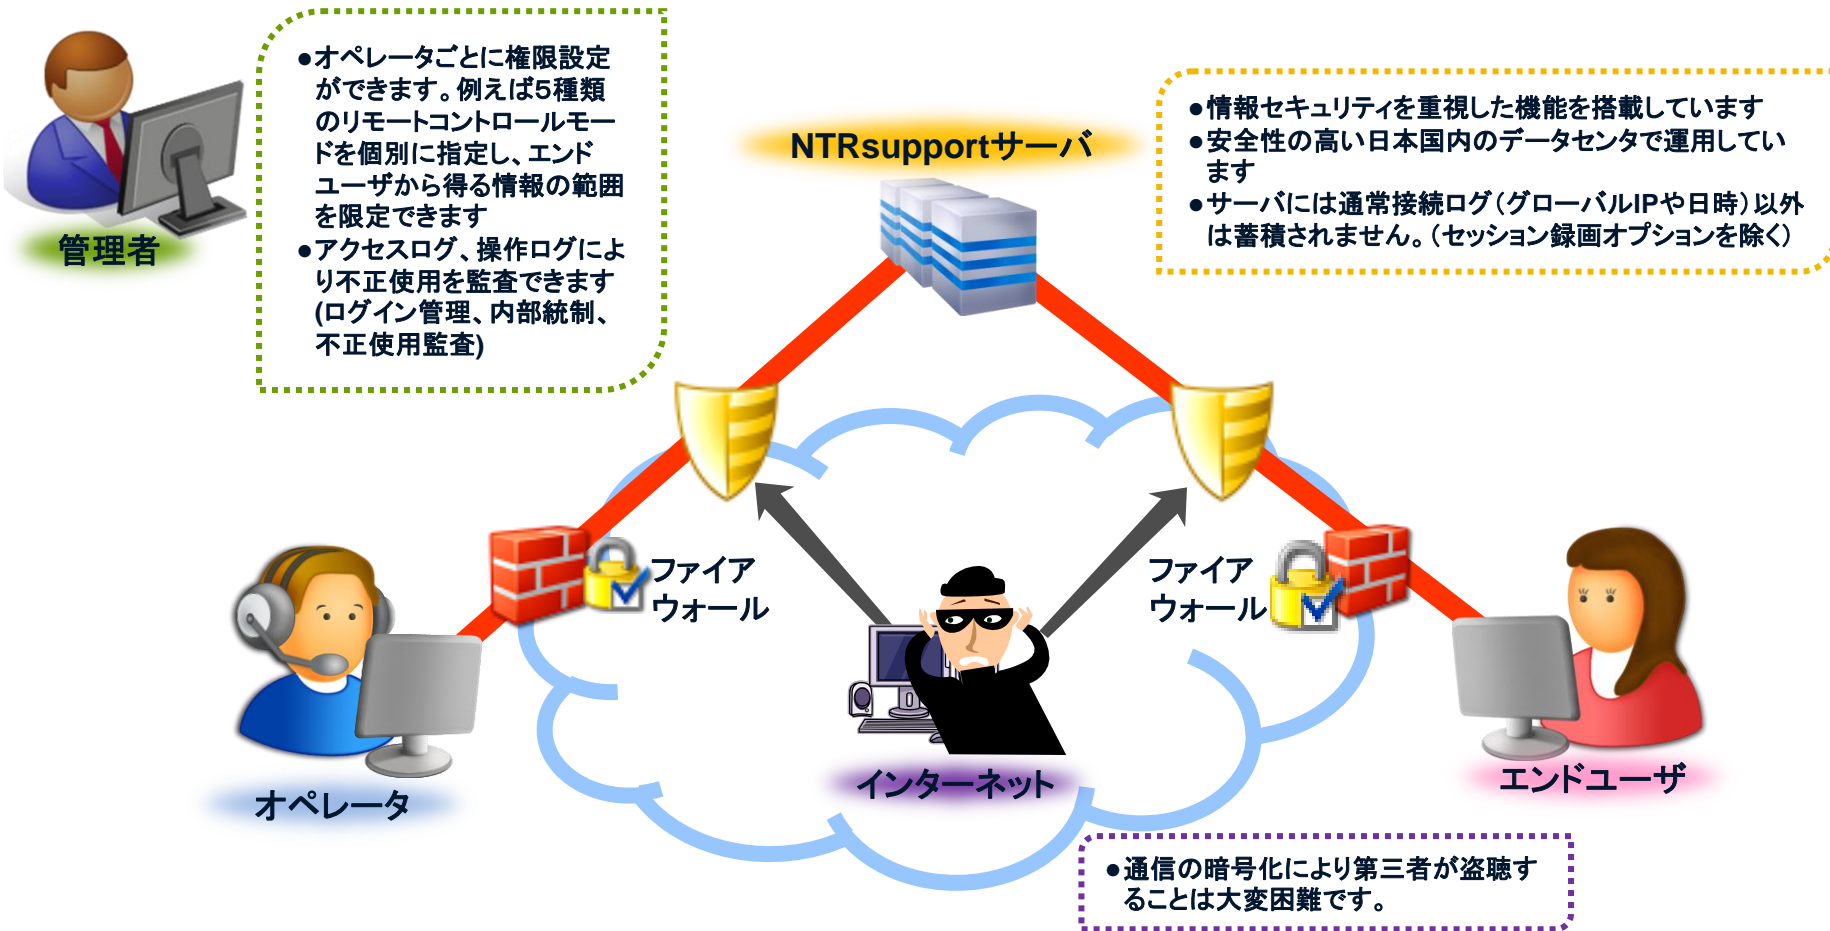 ●オペレータごとに権限設定
ができます。例えば5種類
のリモートコントロールモー
ドを個別に指定し、エンド
ユーザから得る情報の範囲
を限定できます
●アクセスログ、操作ログによ
り不正使用を監査できます
(ログイン管理、内部統制、
不正使用監査)
管理者
NTRsupportサーバ
●情報セキュリティを重視した機能を搭載しています
●安全性の高い日本国内のデータセンタで運用してい
ます
●サーバには通常接続ログ（グローバルIPや日時）以外
は蓄積されません。（セッション録画オプションを除く）
ファイア
ウォール
ファイア
ウォール
オペレータ
インターネット
エンドユーザ
●通信の暗号化により第三者が盗聴す
ることは大変困難です。